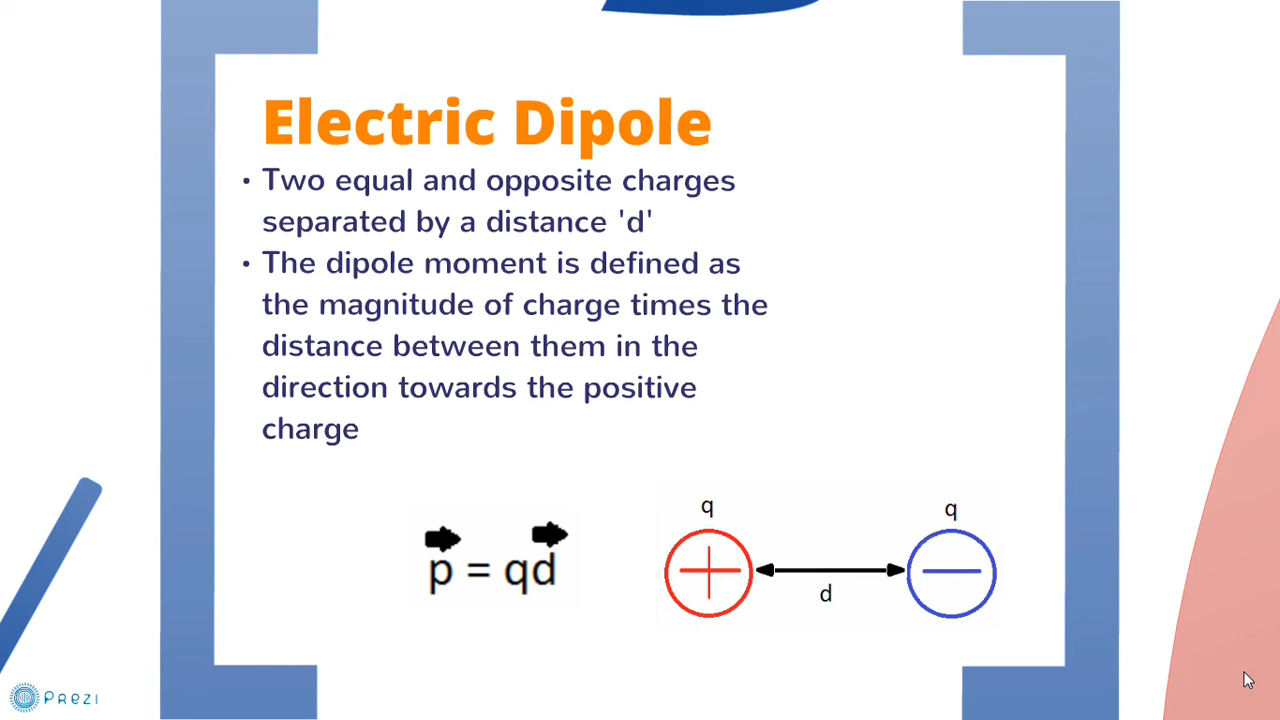 Electric Dipole
• Two equal and opposite charges
separated by a distance 'd'
• The dipole moment is defined as
the magnitude of charge times the
distance between them in the
direction towards the positive
charge
p = qd
q q
+ −
d
PREZI